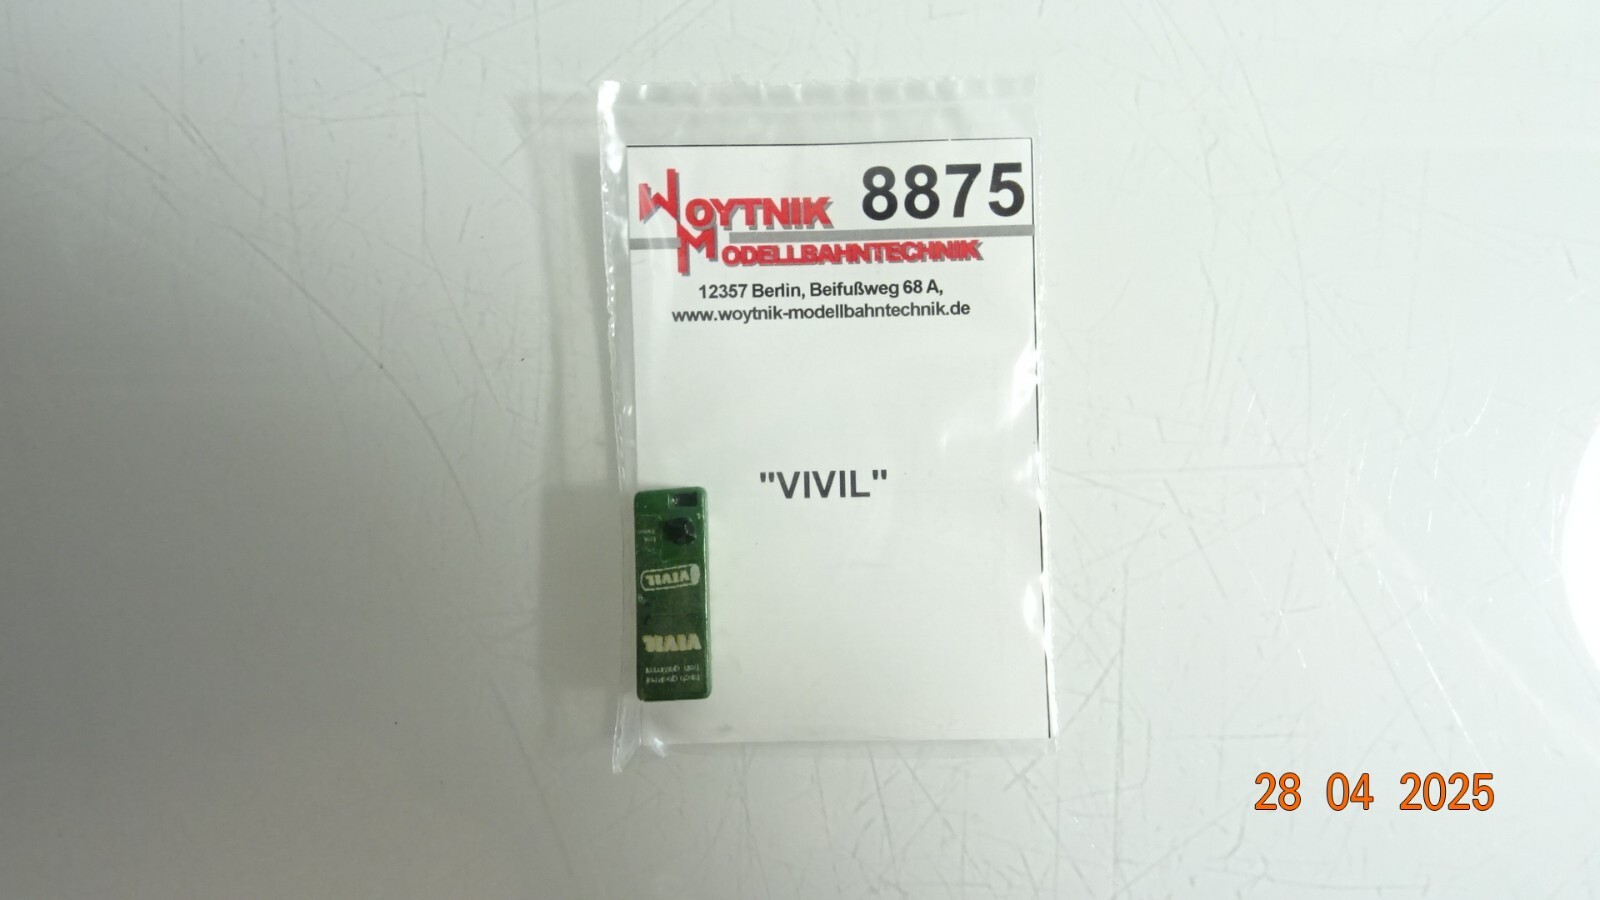 WOYTNIK 8875
MODELLBAHNTECHNIK
12357 Berlin, Beifußweg 68 A,
www.woytnik-modellbahntechnik.de
"VIVIL"
VIVIL
VIVIL
28 04 2025